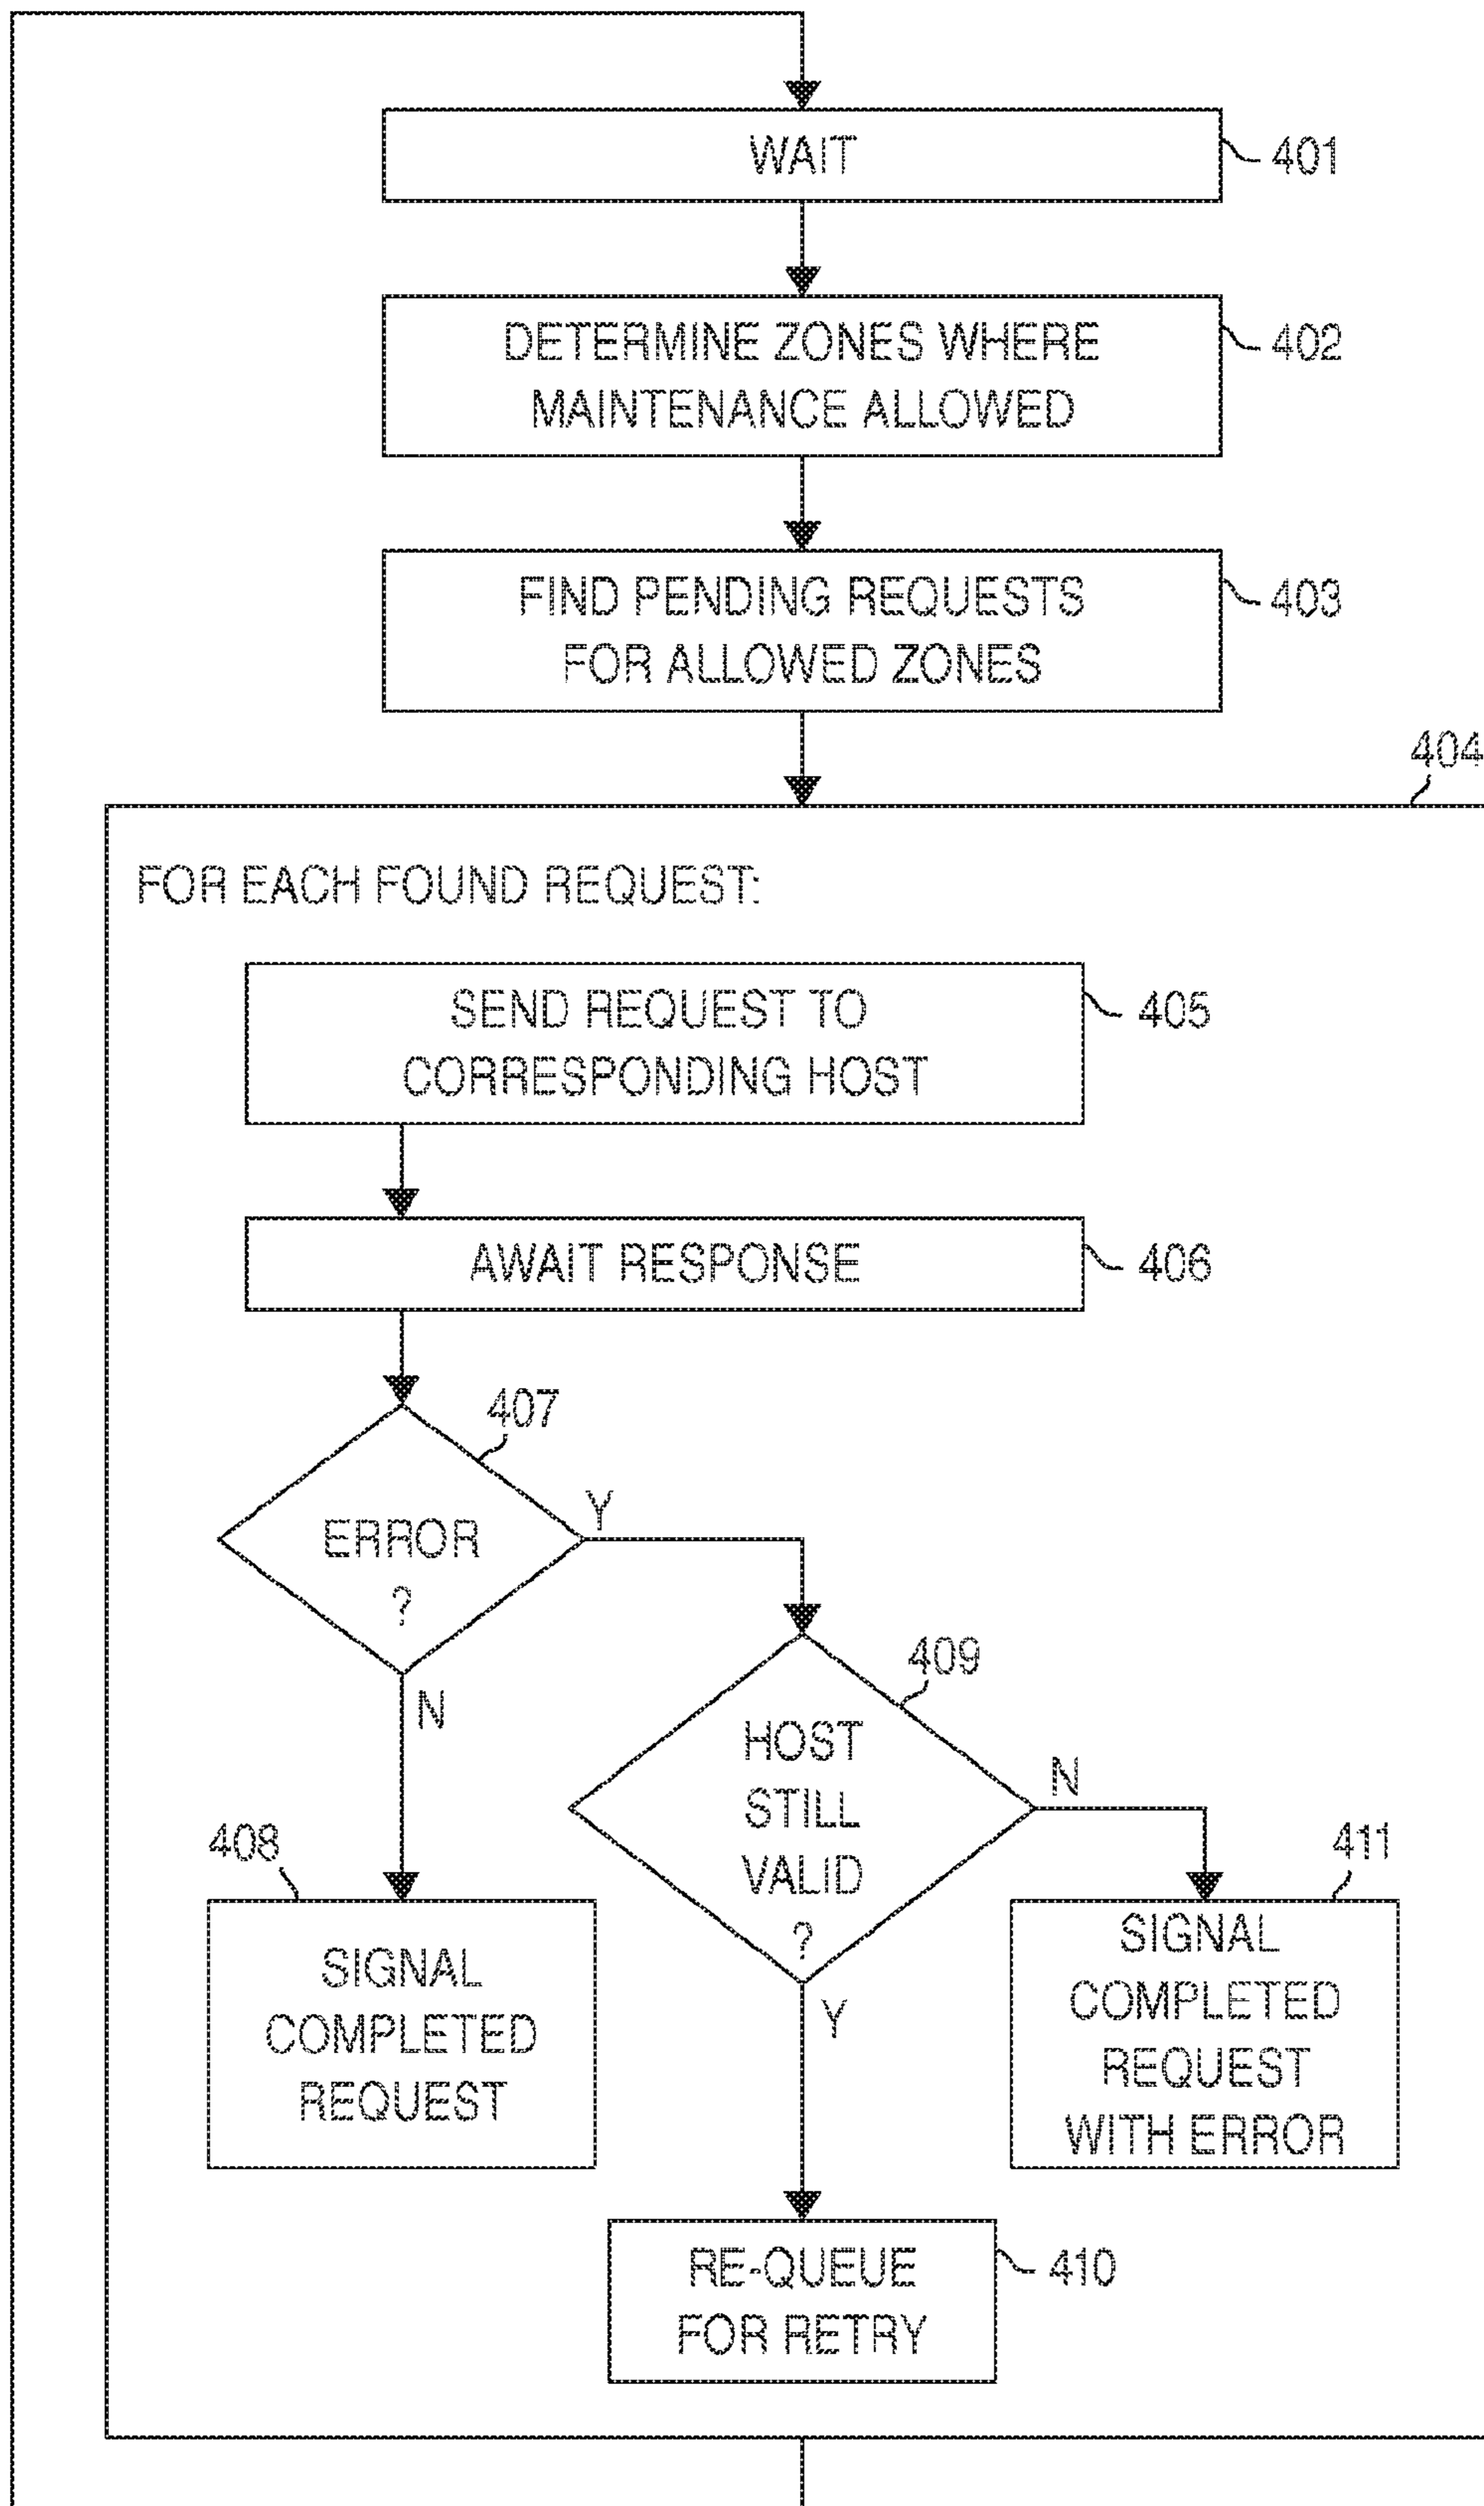 WAIT
401
DETERMINE ZONES WHERE
MAINTENANCE ALLOWED
402
FIND PENDING REQUESTS
FOR ALLOWED ZONES
403
404
FOR EACH FOUND REQUEST:
SEND REQUEST TO
CORRESPONDING HOST
405
AWAIT RESPONSE
406
407
ERROR
?
Y
N
409
HOST
STILL
VALID
?
N
Y
408
SIGNAL
COMPLETED
REQUEST
411
SIGNAL
COMPLETED
REQUEST
WITH ERROR
RE-QUEUE
FOR RETRY
410